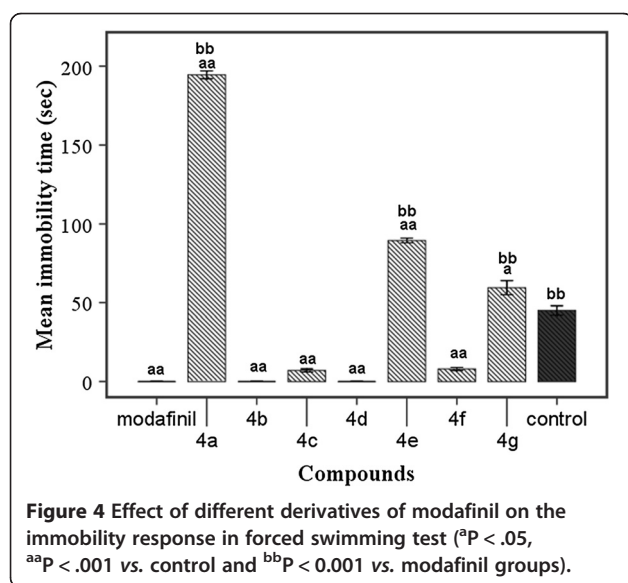 bb
aa
200
150
100
50
0
Mean immobility time (sec)
aa
aa
aa
aa
bb
aa
aa
bb
a
bb
modafinil 4b 4d 4f control
4a 4c 4e 4g
Compounds
Figure 4 Effect of different derivatives of modafinil on the
immobility response in forced swimming test (ᵃP < .05,
ᵃᵃP < .001 vs. control and ᵇᵇP < 0.001 vs. modafinil groups).